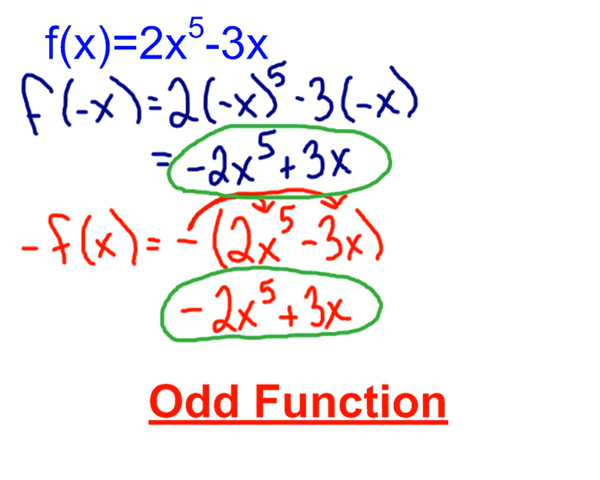 f(x)=2x⁵-3x
f(-x)=2(-x)⁵-3(-x)
=-2x⁵+3x
-f(x)=-(2x⁵-3x)
-2x⁵+3x
Odd Function